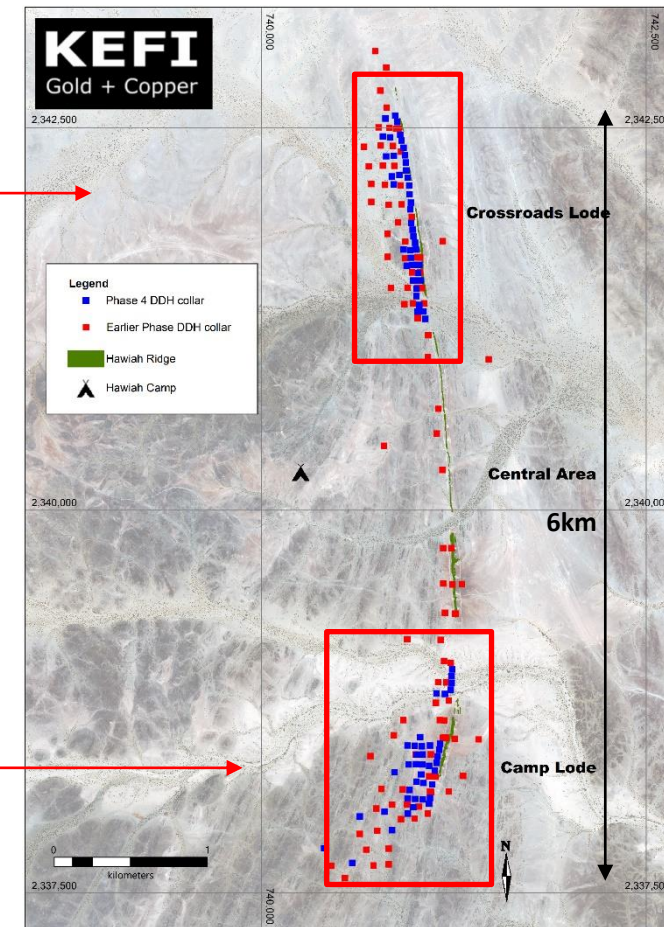 KEFI
Gold + Copper
740,000
742,500
2,342,500
2,342,500
Crossroads Lode
Legend
Phase 4 DDH collar
Earlier Phase DDH collar
Hawiah Ridge
Hawiah Camp
Central Area
2,340,000
2,340,000
6km
Camp Lode
0
1
kilometers
N
2,337,500
2,337,500
740,000